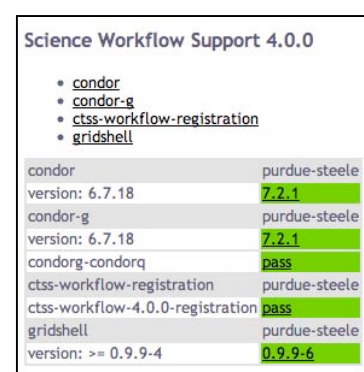 Science Workflow Support 4.0.0
condor
condor-g
ctss-workflow-registration
gridshell
condor purdue-steele
version: 6.7.18 7.2.1
condor-g purdue-steele
version: 6.7.18 7.2.1
condorg-condorq pass
ctss-workflow-registration purdue-steele
ctss-workflow-4.0.0-registration pass
gridshell purdue-steele
version: >= 0.9.9-4 0.9.9-6